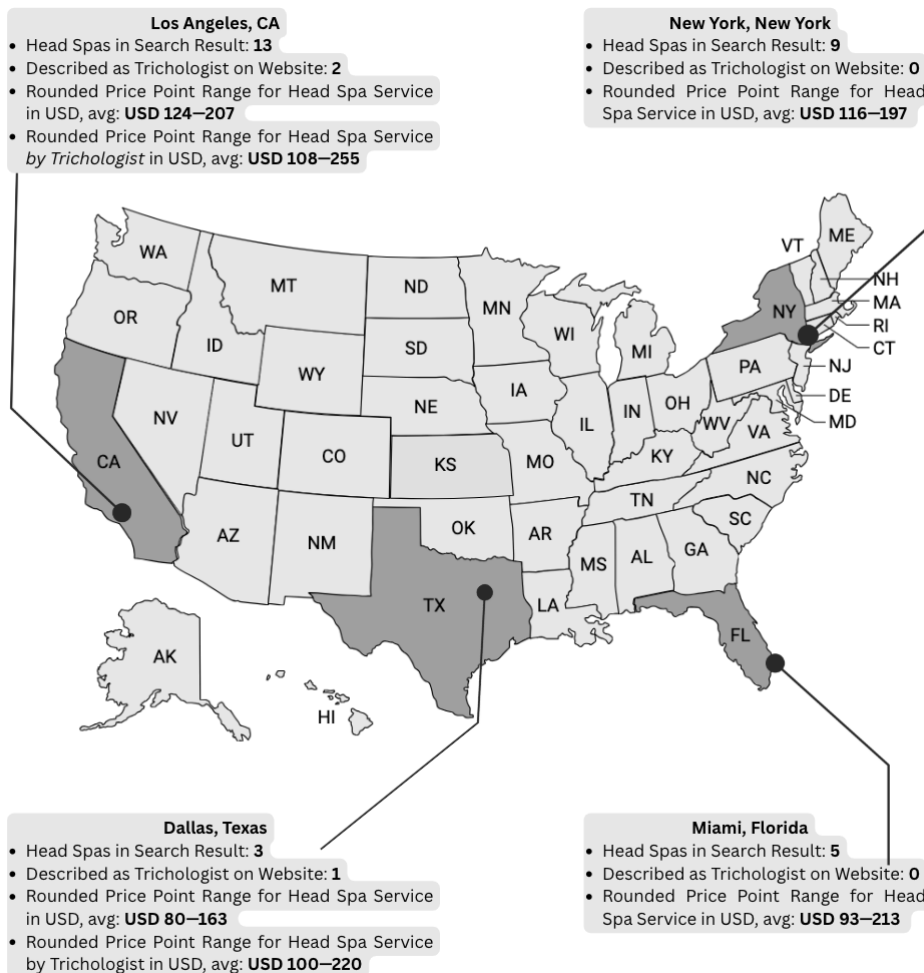 Los Angeles, CA
• Head Spas in Search Result: 13
• Described as Trichologist on Website: 2
• Rounded Price Point Range for Head Spa Service
in USD, avg: USD 124—207
• Rounded Price Point Range for Head Spa Service
by Trichologist in USD, avg: USD 108—255
New York, New York
• Head Spas in Search Result: 9
• Described as Trichologist on Website: 0
• Rounded Price Point Range for Head
Spa Service in USD, avg: USD 116—197
WA
OR
CA
NV
ID
MT
WY
UT
CO
AZ
NM
ND
SD
NE
KS
OK
TX
MN
IA
MO
AR
LA
WI
IL
MI
IN
OH
KY
TN
MS
AL
GA
FL
SC
NC
VA
WV
PA
NY
VT
ME
NH
MA
RI
CT
NJ
DE
MD
AK
HI
Dallas, Texas
• Head Spas in Search Result: 3
• Described as Trichologist on Website: 1
• Rounded Price Point Range for Head Spa Service
in USD, avg: USD 80—163
• Rounded Price Point Range for Head Spa Service
by Trichologist in USD, avg: USD 100—220
Miami, Florida
• Head Spas in Search Result: 5
• Described as Trichologist on Website: 0
• Rounded Price Point Range for Head
Spa Service in USD, avg: USD 93—213